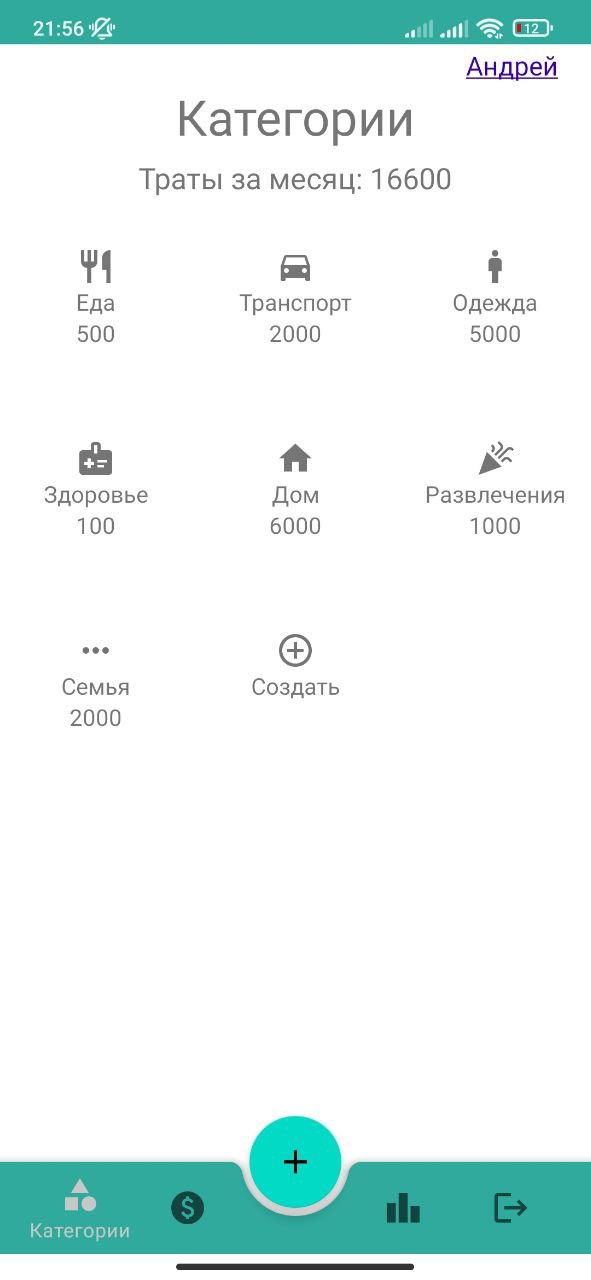 21:56
12
Андрей
Категории
Траты за месяц: 16600
Еда
500
Транспорт
2000
Одежда
5000
Здоровье
100
Дом
6000
Развлечения
1000
Семья
2000
Создать
Категории